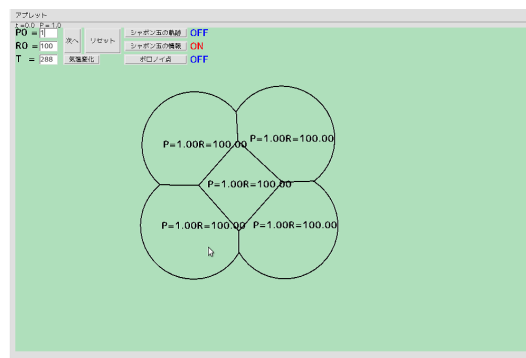 アプレット
t=0.0 P=1.0
P0 = 1 次へ リセット シャボン玉の軌跡 OFF
R0 = 100 シャボン玉の情報 ON
T = 288 気温変化 ボロノイ点 OFF
P=1.00R=100.00 P=1.00R=100.00
P=1.00R=100.00
P=1.00R=100.00 P=1.00R=100.00